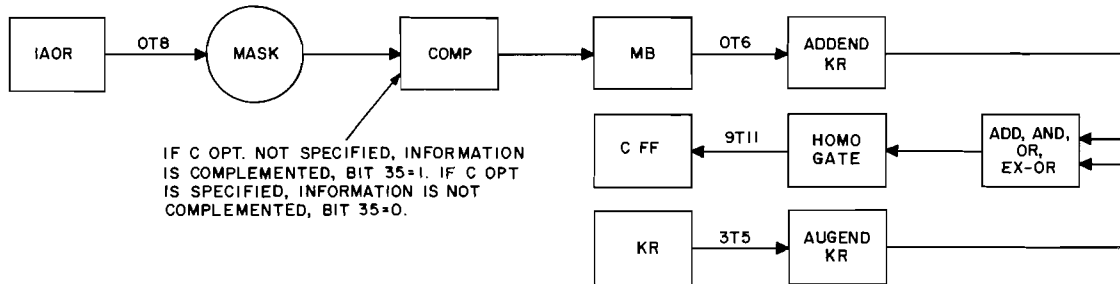 IAOR
0T8
MASK
COMP
MB
0T6
ADDEND
KR
IF C OPT. NOT SPECIFIED, INFORMATION
IS COMPLEMENTED, BIT 35=1. IF C OPT
IS SPECIFIED, INFORMATION IS NOT
COMPLEMENTED, BIT 35=0.
C FF
9T11
HOMO
GATE
ADD, AND,
OR,
EX-OR
KR
3T5
AUGEND
KR